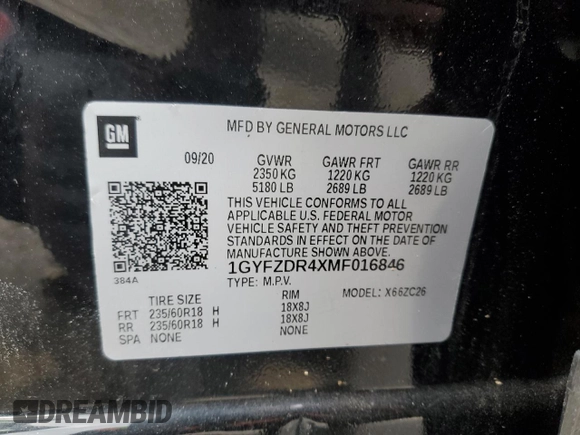 GM
MFD BY GENERAL MOTORS LLC
09/20 GVWR GAWR FRT GAWR RR
2350 KG 1220 KG 1220 KG
5180 LB 2689 LB 2689 LB
THIS VEHICLE CONFORMS TO ALL
APPLICABLE U.S. FEDERAL MOTOR
VEHICLE SAFETY AND THEFT PREVENTION
STANDARDS IN EFFECT ON THE DATE OF
MANUFACTURE SHOWN ABOVE.
384A
1GYFZDR4XMF016846
TYPE: M.P.V. MODEL: X66ZC26
TIRE SIZE RIM
FRT 235/60R18 H 18X8J
RR 235/60R18 H 18X8J
SPA NONE NONE
DREAMBID